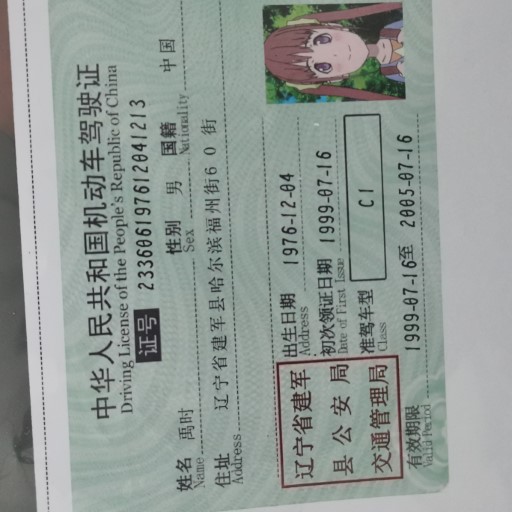 中华人民共和国机动车驾驶证
Driving License of the People's Republic of China
证号 233606197612041213
姓名 禹时 性别 男 国籍 中国
Name Sex Nationality
住址 辽宁省建军县哈尔滨福州街60街
Address
出生日期 1976-12-04
Address
初次领证日期 1999-07-16
Date of First Issue
准驾车型 C1
Class
辽宁省建军
县公安局
交通管理局
有效期限 1999-07-16至 2005-07-16
Valid Period